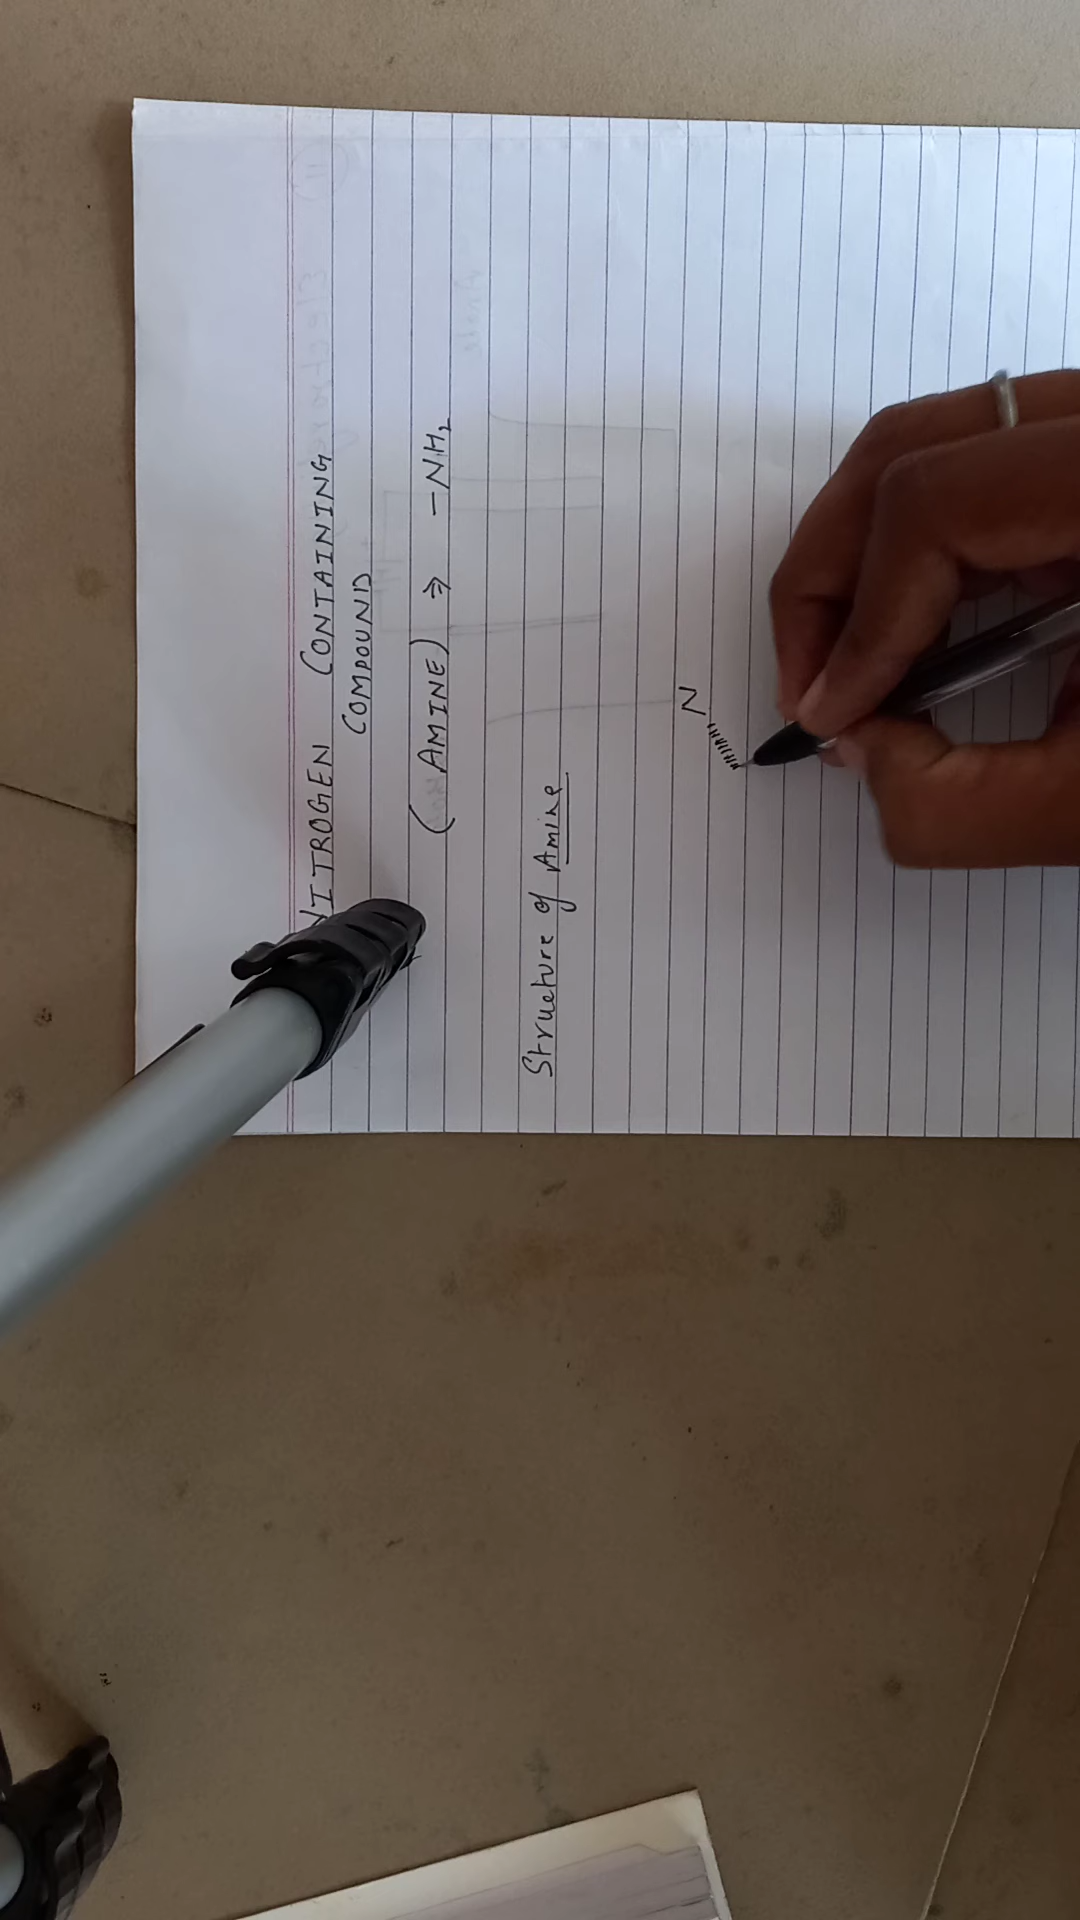 NITROGEN CONTAINING
COMPOUND
(AMINE) ⇒ -NH₂
Structure of Amine
N